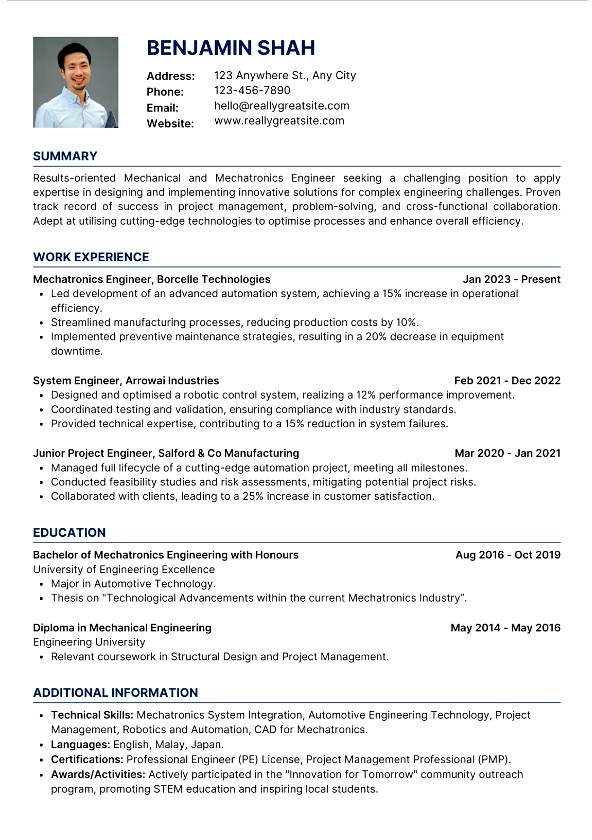 BENJAMIN SHAH
Address: 123 Anywhere St., Any City
Phone: 123-456-7890
Email: hello@reallygreatsite.com
Website: www.reallygreatsite.com
SUMMARY
Results-oriented Mechanical and Mechatronics Engineer seeking a challenging position to apply
expertise in designing and implementing innovative solutions for complex engineering challenges. Proven
track record of success in project management, problem-solving, and cross-functional collaboration.
Adept at utilising cutting-edge technologies to optimise processes and enhance overall efficiency.
WORK EXPERIENCE
Mechatronics Engineer, Borcelle Technologies Jan 2023 - Present
• Led development of an advanced automation system, achieving a 15% increase in operational
efficiency.
• Streamlined manufacturing processes, reducing production costs by 10%.
• Implemented preventive maintenance strategies, resulting in a 20% decrease in equipment
downtime.
System Engineer, Arrowai Industries Feb 2021 - Dec 2022
• Designed and optimised a robotic control system, realizing a 12% performance improvement.
• Coordinated testing and validation, ensuring compliance with industry standards.
• Provided technical expertise, contributing to a 15% reduction in system failures.
Junior Project Engineer, Salford & Co Manufacturing Mar 2020 - Jan 2021
• Managed full lifecycle of a cutting-edge automation project, meeting all milestones.
• Conducted feasibility studies and risk assessments, mitigating potential project risks.
• Collaborated with clients, leading to a 25% increase in customer satisfaction.
EDUCATION
Bachelor of Mechatronics Engineering with Honours Aug 2016 - Oct 2019
University of Engineering Excellence
• Major in Automotive Technology.
• Thesis on "Technological Advancements within the current Mechatronics Industry”.
Diploma in Mechanical Engineering May 2014 - May 2016
Engineering University
• Relevant coursework in Structural Design and Project Management.
ADDITIONAL INFORMATION
• Technical Skills: Mechatronics System Integration, Automotive Engineering Technology, Project
Management, Robotics and Automation, CAD for Mechatronics.
• Languages: English, Malay, Japan.
• Certifications: Professional Engineer (PE) License, Project Management Professional (PMP).
• Awards/Activities: Actively participated in the "Innovation for Tomorrow" community outreach
program, promoting STEM education and inspiring local students.